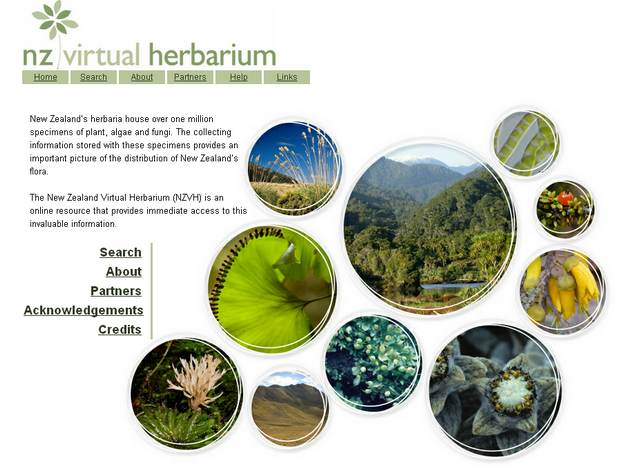 nz virtual herbarium
Home Search About Partners Help Links
New Zealand's herbaria house over one million
specimens of plant, algae and fungi. The collecting
information stored with these specimens provides an
important picture of the distribution of New Zealand's
flora.
The New Zealand Virtual Herbarium (NZVH) is an
online resource that provides immediate access to this
invaluable information.
Search
About
Partners
Acknowledgements
Credits